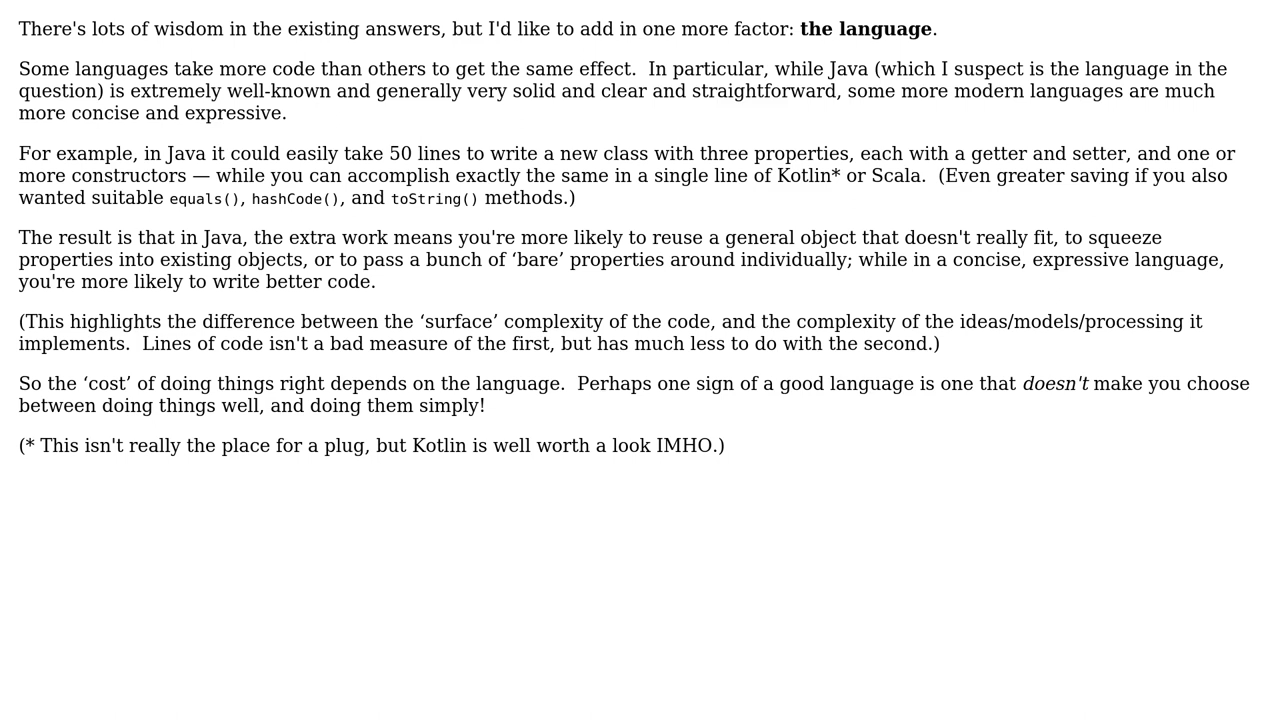 There's lots of wisdom in the existing answers, but I'd like to add in one more factor: the language.
Some languages take more code than others to get the same effect.  In particular, while Java (which I suspect is the language in the
question) is extremely well-known and generally very solid and clear and straightforward, some more modern languages are much
more concise and expressive.
For example, in Java it could easily take 50 lines to write a new class with three properties, each with a getter and setter, and one or
more constructors — while you can accomplish exactly the same in a single line of Kotlin* or Scala.  (Even greater saving if you also
wanted suitable equals(), hashCode(), and toString() methods.)
The result is that in Java, the extra work means you're more likely to reuse a general object that doesn't really fit, to squeeze
properties into existing objects, or to pass a bunch of ‘bare’ properties around individually; while in a concise, expressive language,
you're more likely to write better code.
(This highlights the difference between the ‘surface’ complexity of the code, and the complexity of the ideas/models/processing it
implements.  Lines of code isn't a bad measure of the first, but has much less to do with the second.)
So the ‘cost’ of doing things right depends on the language.  Perhaps one sign of a good language is one that doesn't make you choose
between doing things well, and doing them simply!
(* This isn't really the place for a plug, but Kotlin is well worth a look IMHO.)